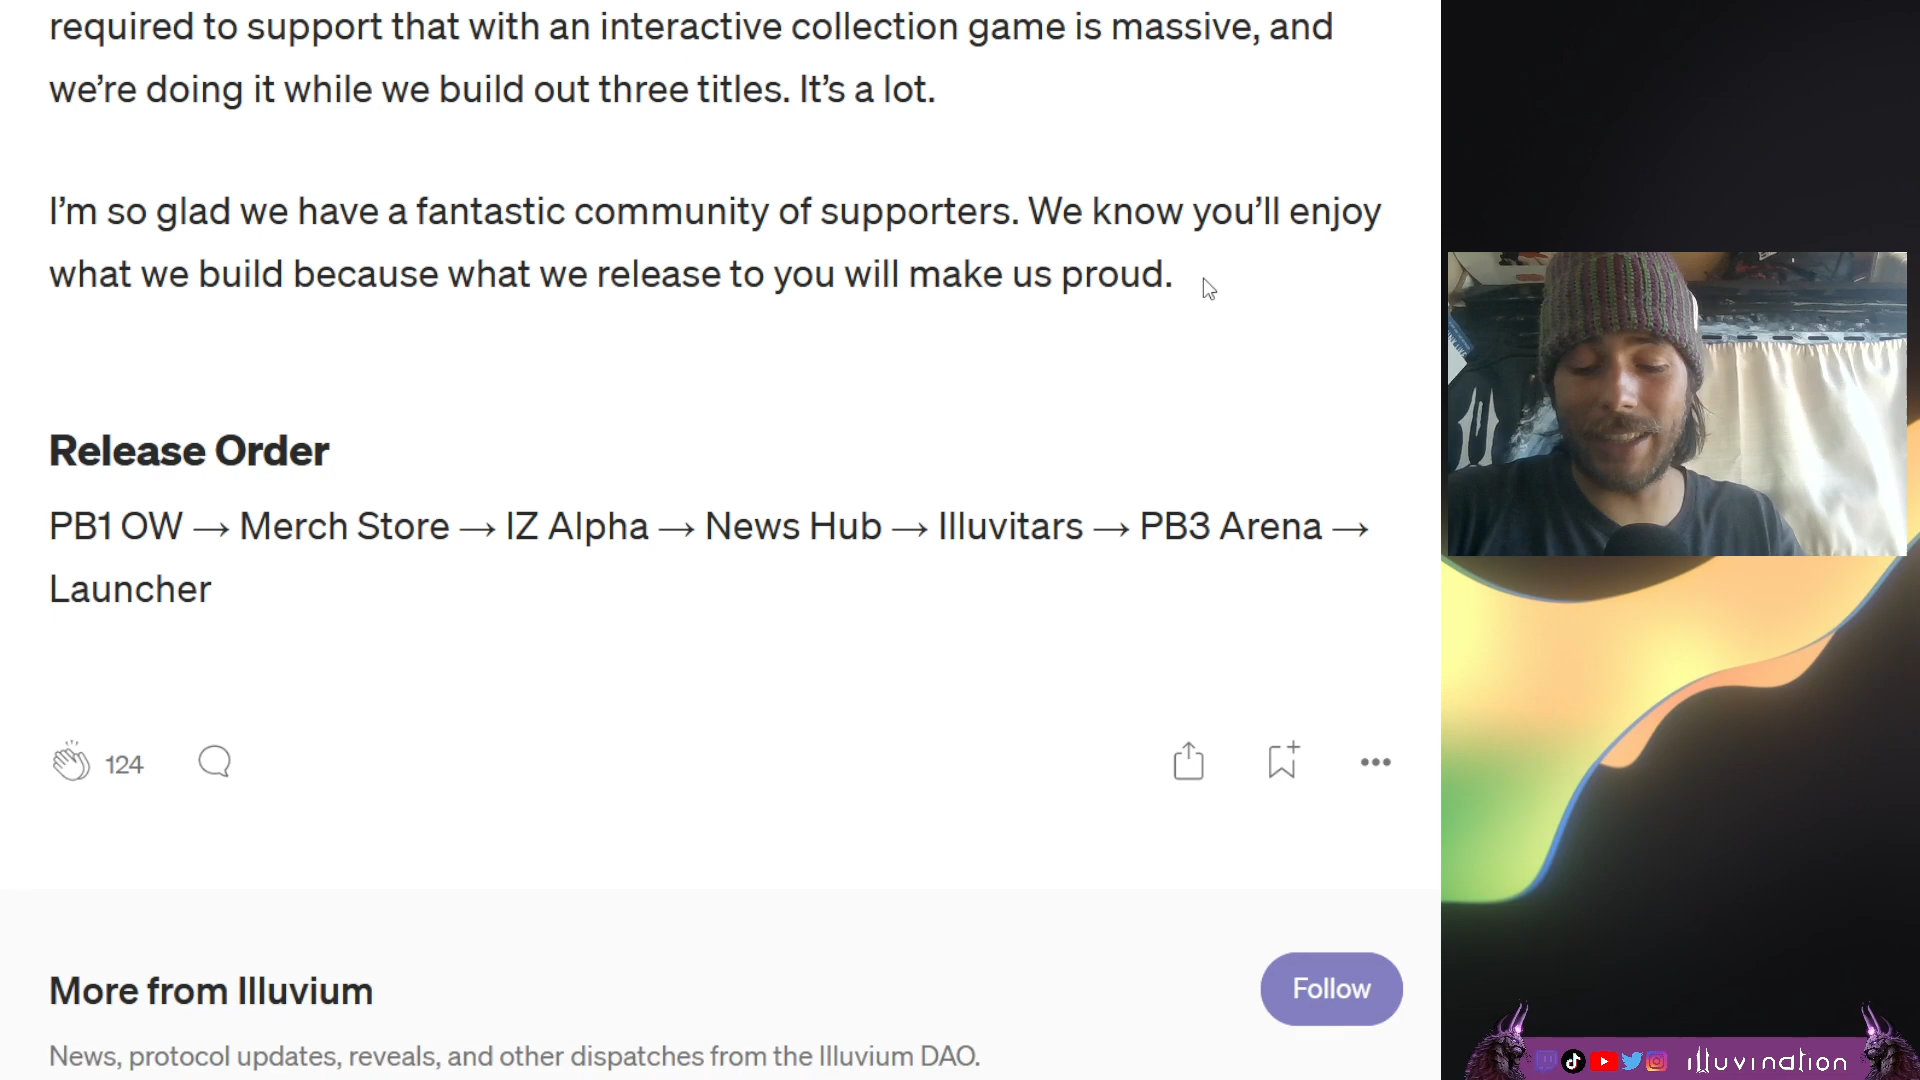 required to support that with an interactive collection game is massive, and
we’re doing it while we build out three titles. It’s a lot.
I’m so glad we have a fantastic community of supporters. We know you’ll enjoy
what we build because what we release to you will make us proud.
Release Order
PB1 OW → Merch Store → IZ Alpha → News Hub → Illuvitars → PB3 Arena →
Launcher
124
More from Illuvium
Follow
News, protocol updates, reveals, and other dispatches from the Illuvium DAO.
illuvination